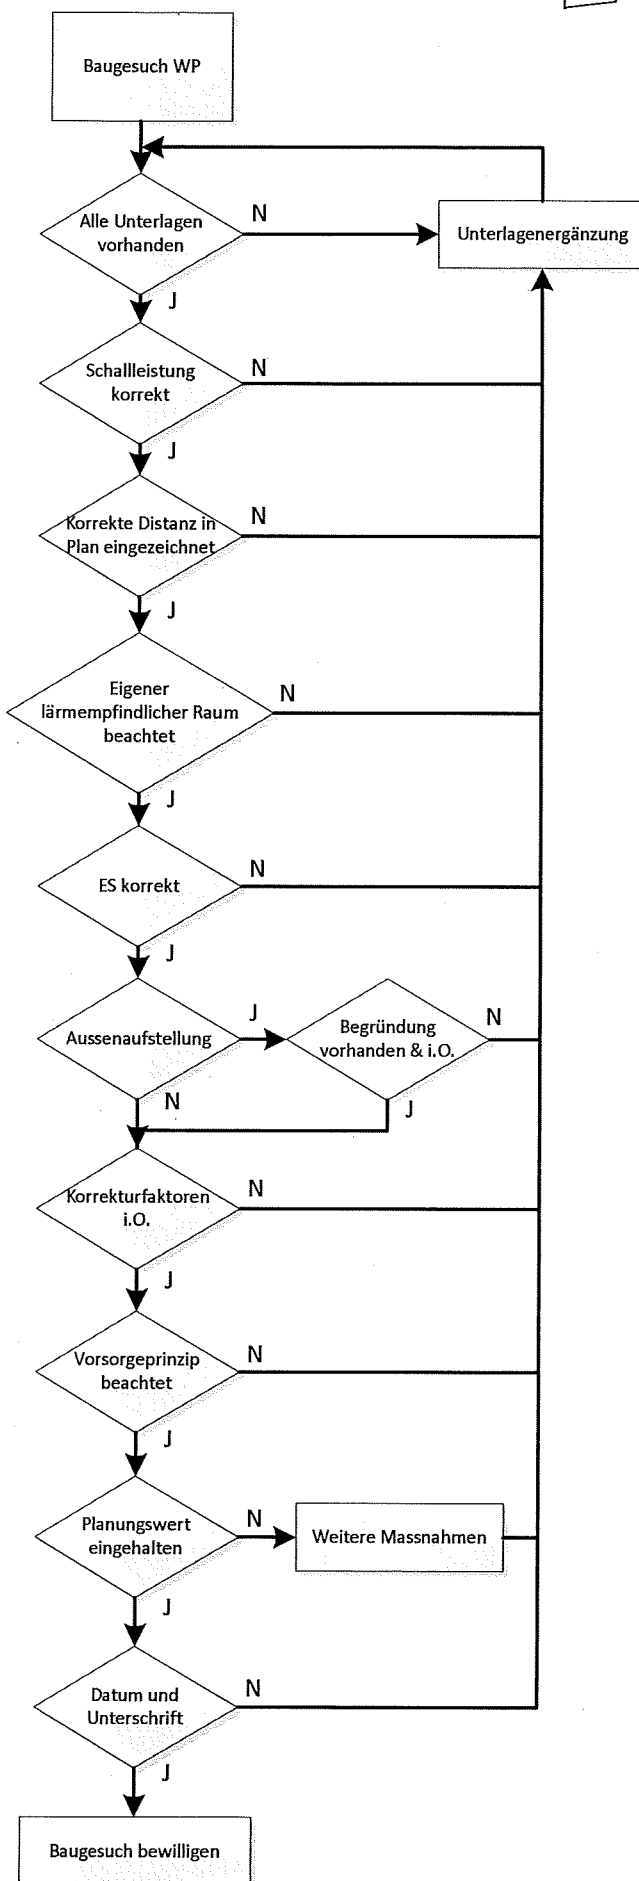 Baugesuch WP
Alle Unterlagen
vorhanden
N
Unterlagenergänzung
J
Schallleistung
korrekt
N
J
Korrekte Distanz in
Plan eingezeichnet
N
J
Eigener
lärmempfindlicher Raum
beachtet
N
J
ES korrekt
N
J
Aussenaufstellung
J
Begründung
vorhanden & i.O.
N
N
J
Korrekturfaktoren
i.O.
N
J
Vorsorgeprinzip
beachtet
N
J
Planungswert
eingehalten
N
Weitere Massnahmen
J
Datum und
Unterschrift
N
J
Baugesuch bewilligen